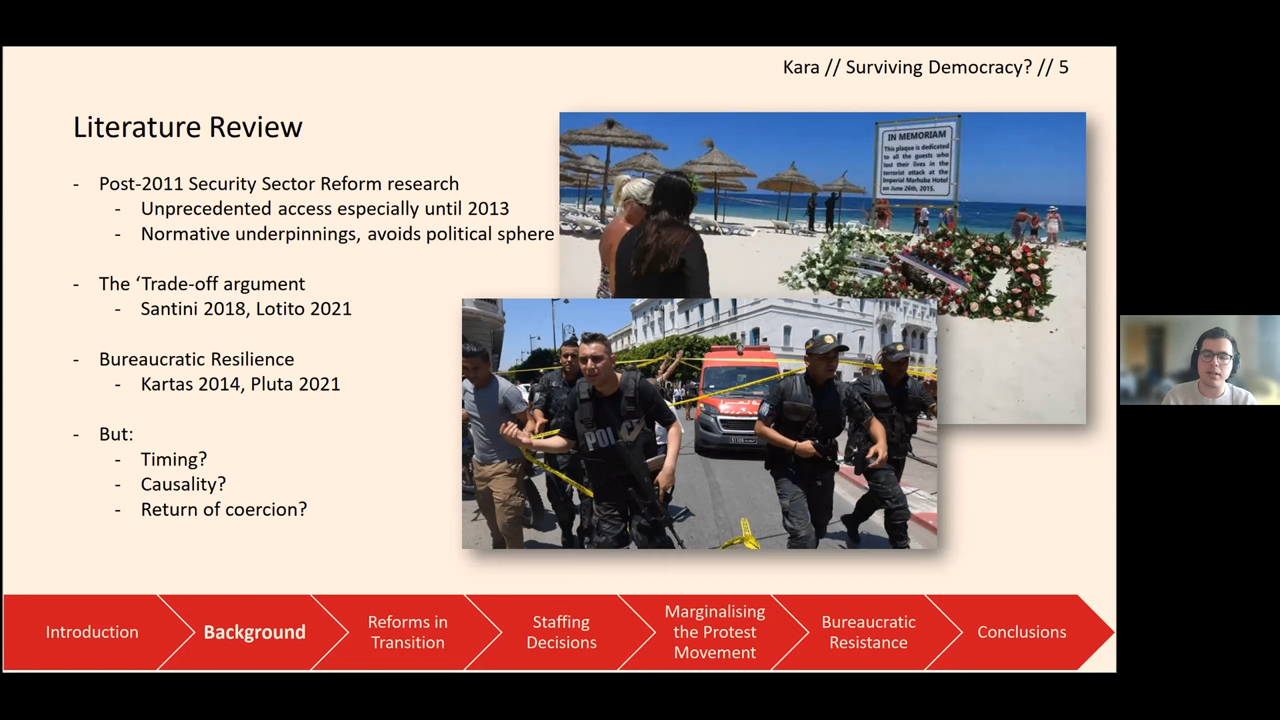 Kara // Surviving Democracy? // 5
Literature Review
- Post-2011 Security Sector Reform research
- Unprecedented access especially until 2013
- Normative underpinnings, avoids political sphere
- The ‘Trade-off argument
- Santini 2018, Lotito 2021
- Bureaucratic Resilience
- Kartas 2014, Pluta 2021
- But:
- Timing?
- Causality?
- Return of coercion?
IN MEMORIAM
This plaque is dedicated
to all the guests who
lost their lives in the
terrorist attack at the
Imperial Marhaba Hotel
on June 26th, 2015.
POLICE
Introduction
Background
Reforms in
Transition
Staffing
Decisions
Marginalising
the Protest
Movement
Bureaucratic
Resistance
Conclusions